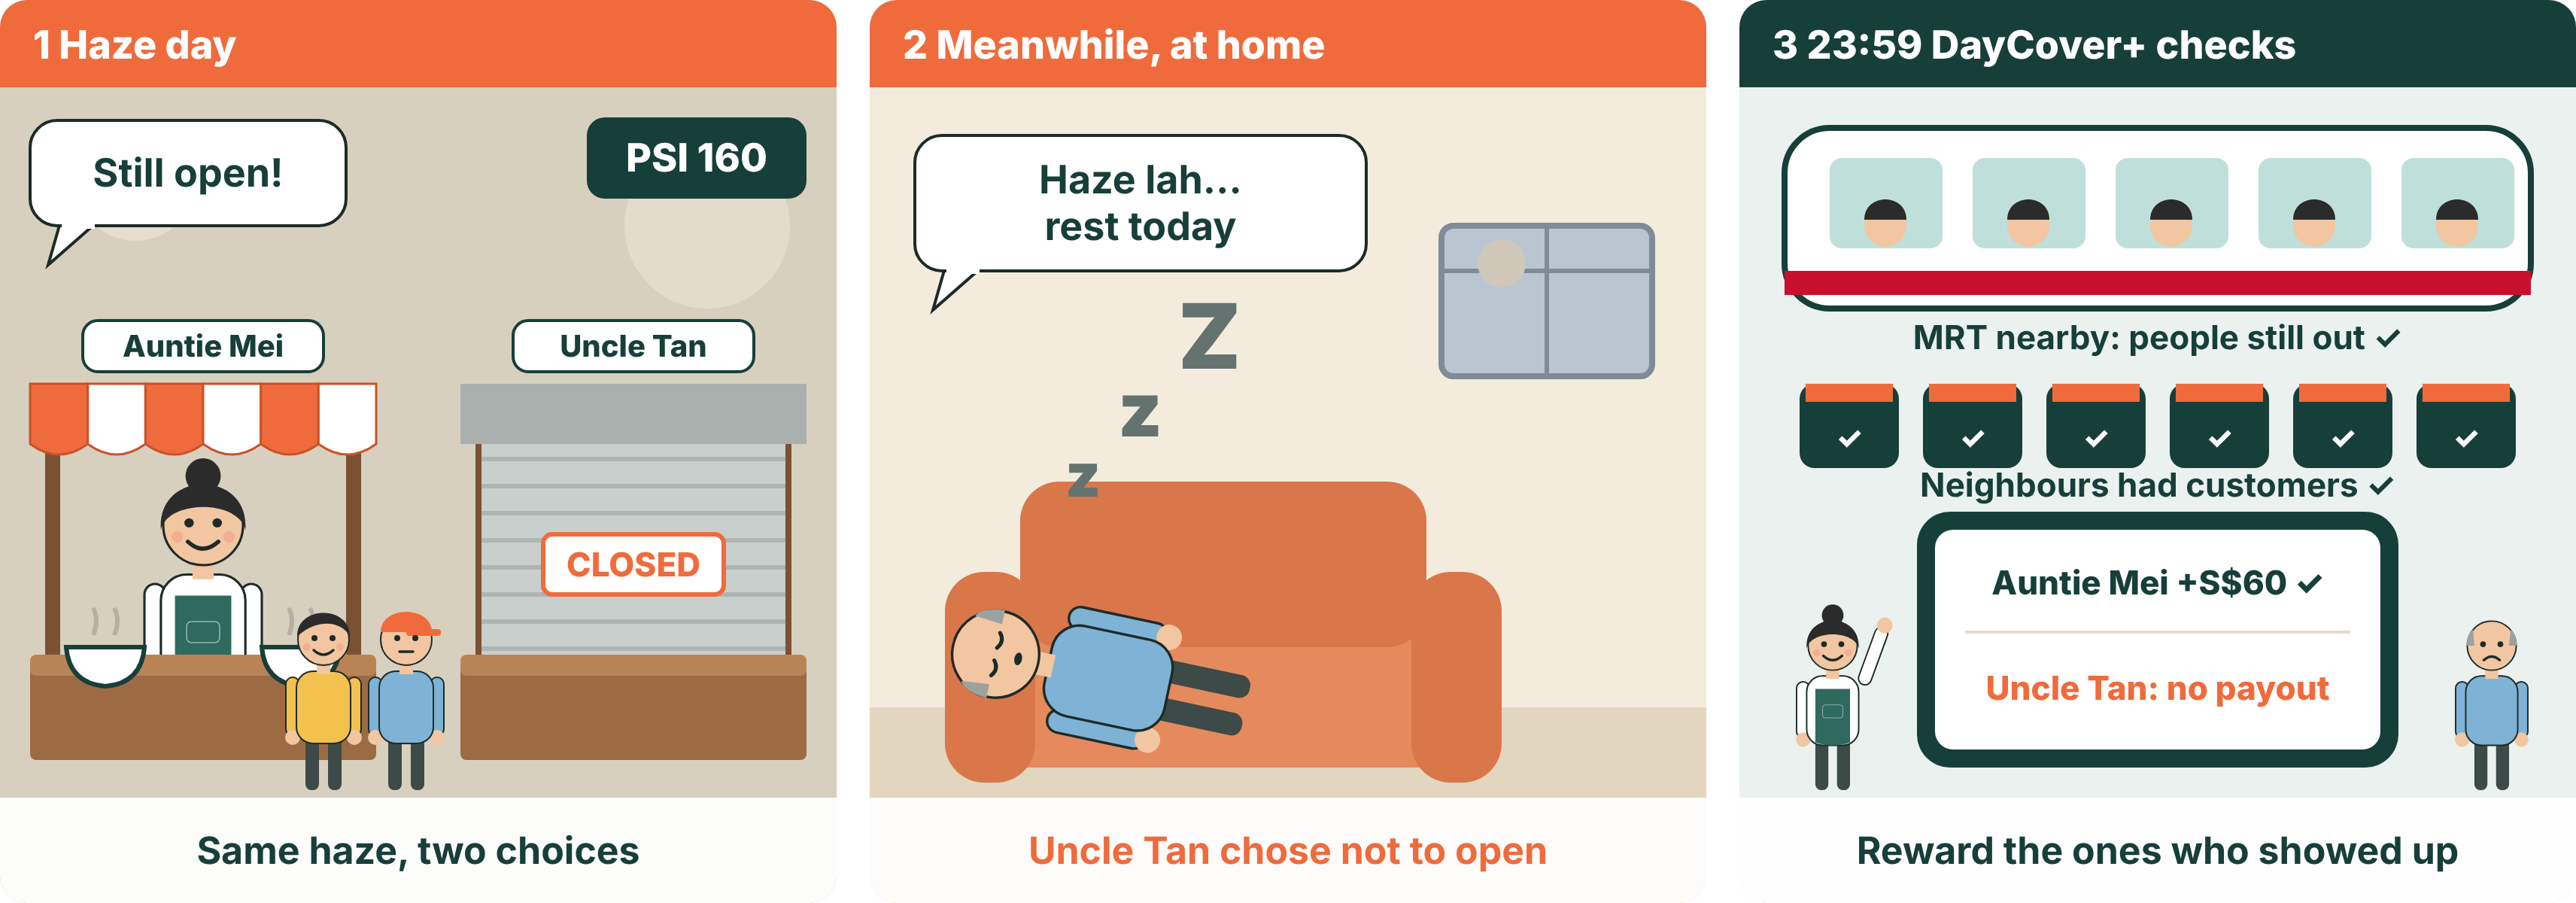 1 Haze day
Still open!
PSI 160
Auntie Mei
Uncle Tan
CLOSED
Same haze, two choices
2 Meanwhile, at home
Haze lah...
rest today
Z
z
z
Uncle Tan chose not to open
3 23:59 DayCover+ checks
MRT nearby: people still out ✓
✓ ✓ ✓ ✓ ✓ ✓
Neighbours had customers ✓
Auntie Mei +S$60 ✓
Uncle Tan: no payout
Reward the ones who showed up